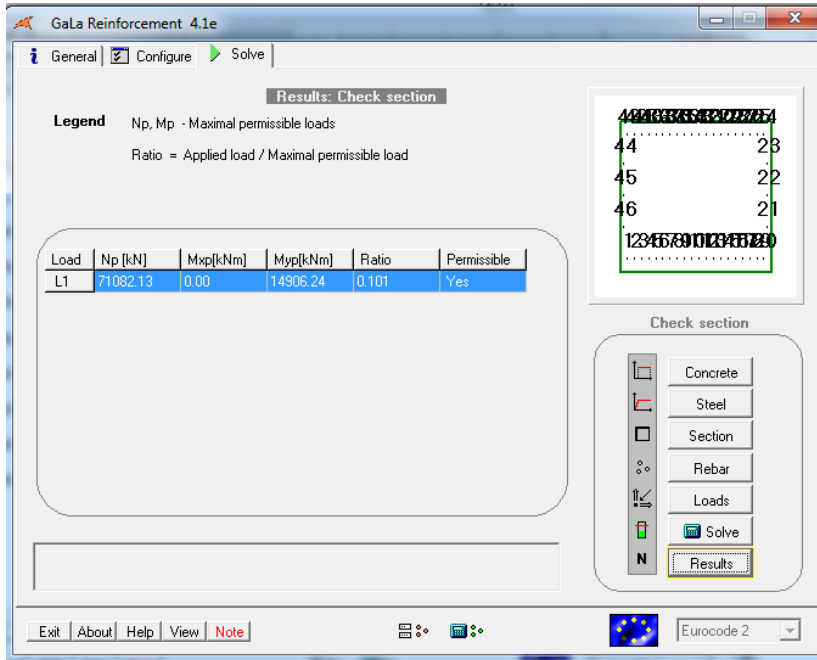 GaLa Reinforcement 4.1e
General Configure Solve
Results: Check section
Legend Np, Mp - Maximal permissible loads
Ratio = Applied load / Maximal permissible load
Load Np [kN] Mxp[kNm] Myp[kNm] Ratio Permissible
L1 71082.13 0.00 14906.24 0.101 Yes
44 23
45 22
46 21
Check section
Concrete
Steel
Section
Rebar
Loads
Solve
N Results
Exit About Help View Note Eurocode 2